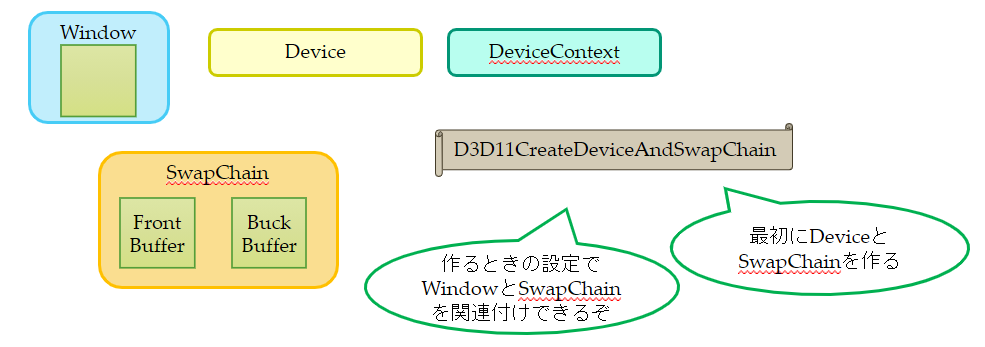 Window
Device
DeviceContext
D3D11CreateDeviceAndSwapChain
SwapChain
Front
Buffer
Buck
Buffer
作るときの設定で
WindowとSwapChain
を関連付けできるぞ
最初にDeviceと
SwapChainを作る